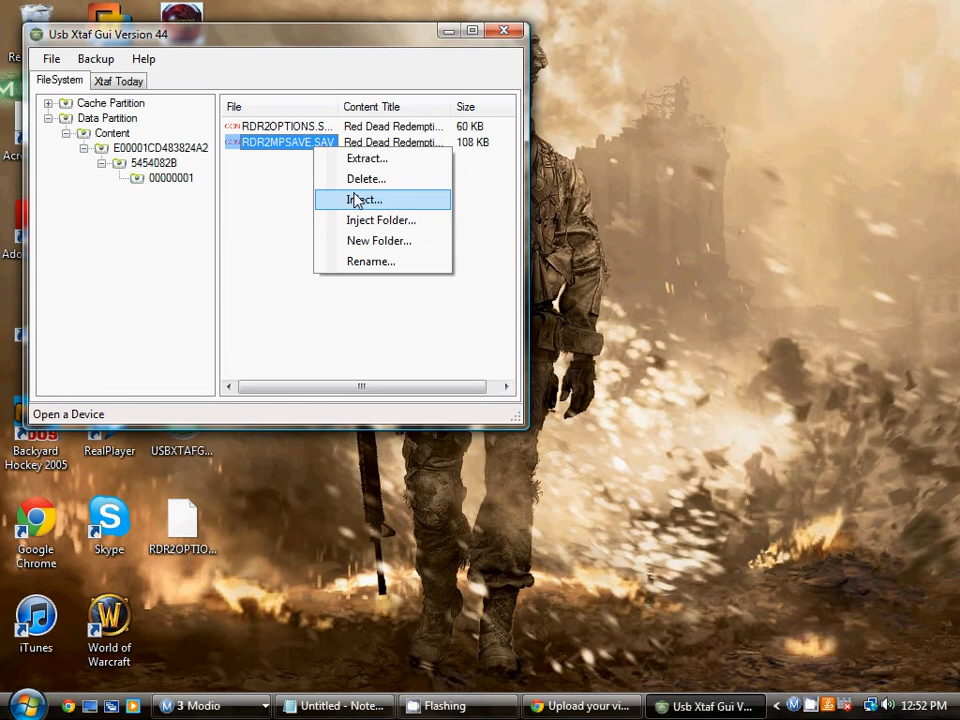 Usb Xtaf Gui Version 44
File Backup Help
FileSystem Xtaf Today
Cache Partition
Data Partition
Content
E00001CD483824A2
5454082B
00000001
File Content Title Size
CON RDR2OPTIONS.S... Red Dead Redempti... 60 KB
CON RDR2MPSAVE.SAV Red Dead Redempti... 108 KB
Extract...
Delete...
Inject...
Inject Folder...
New Folder...
Rename...
Open a Device
Backyard Hockey 2005
RealPlayer
USBXTAFG...
Google Chrome
Skype
RDR2OPTIO...
iTunes
World of Warcraft
3 Modio
Untitled - Note...
Flashing
Upload your vi...
Usb Xtaf Gui V...
12:52 PM